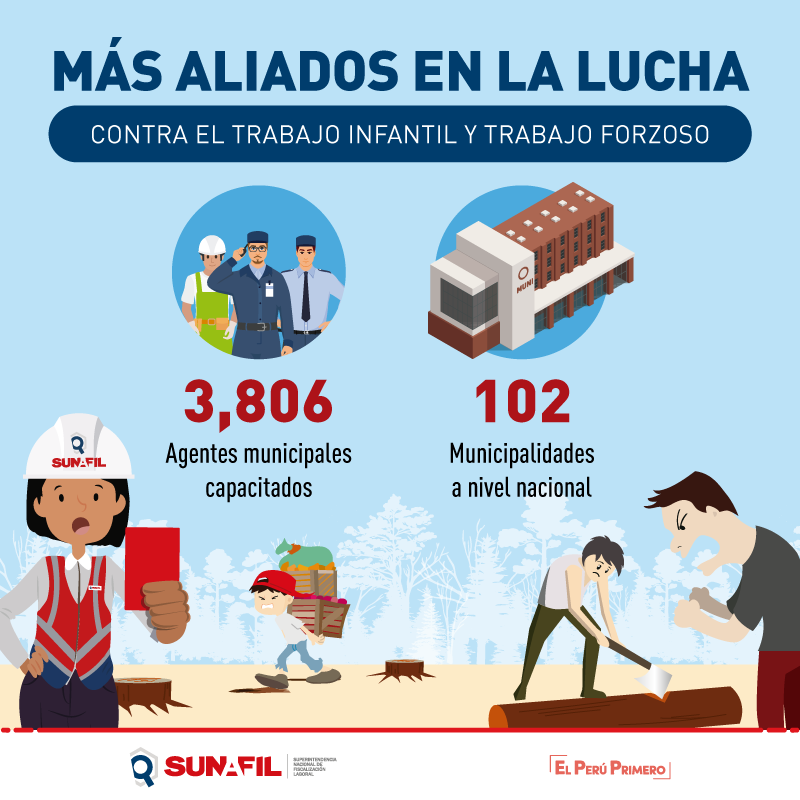 MÁS ALIADOS EN LA LUCHA
CONTRA EL TRABAJO INFANTIL Y TRABAJO FORZOSO
MUNI
3,806
Agentes municipales
capacitados
102
Municipalidades
a nivel nacional
SUNAFIL
SUNAFIL
SUPERINTENDENCIA
NACIONAL DE
FISCALIZACIÓN
LABORAL
EL PERÚ PRIMERO